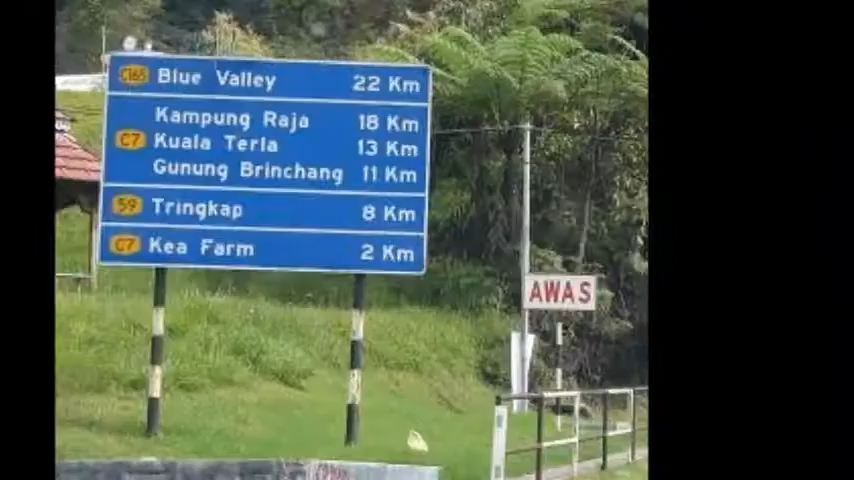 C165 Blue Valley 22 Km
Kampung Raja 18 Km
C7 Kuala Terla 13 Km
Gunung Brinchang 11 Km
59 Tringkap 8 Km
C7 Kea Farm 2 Km
AWAS